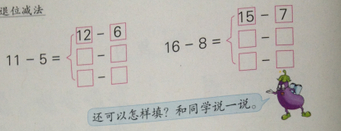 退位减法
15 - 7
12 - 6
11 - 5 =
16 - 8 =
□ - □
□ - □
□ - □
□ - □
还可以怎样填？和同学说一说。